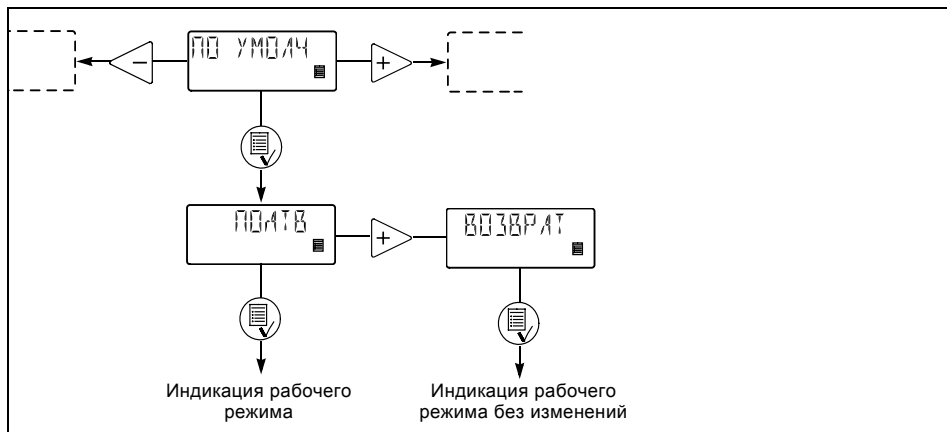 ПО УМОЛЧ
−
+
ПОДТВ
+
ВОЗВРАТ
Индикация рабочего
режима
Индикация рабочего
режима без изменений